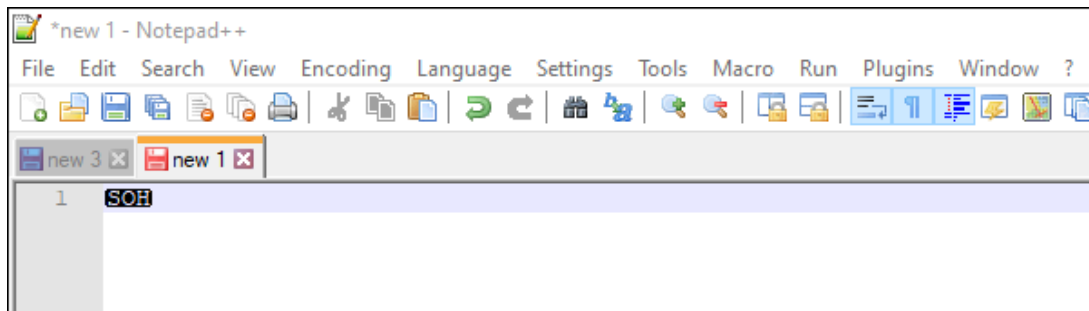 *new 1 - Notepad++
File Edit Search View Encoding Language Settings Tools Macro Run Plugins Window ?
new 3 new 1
1 SOH